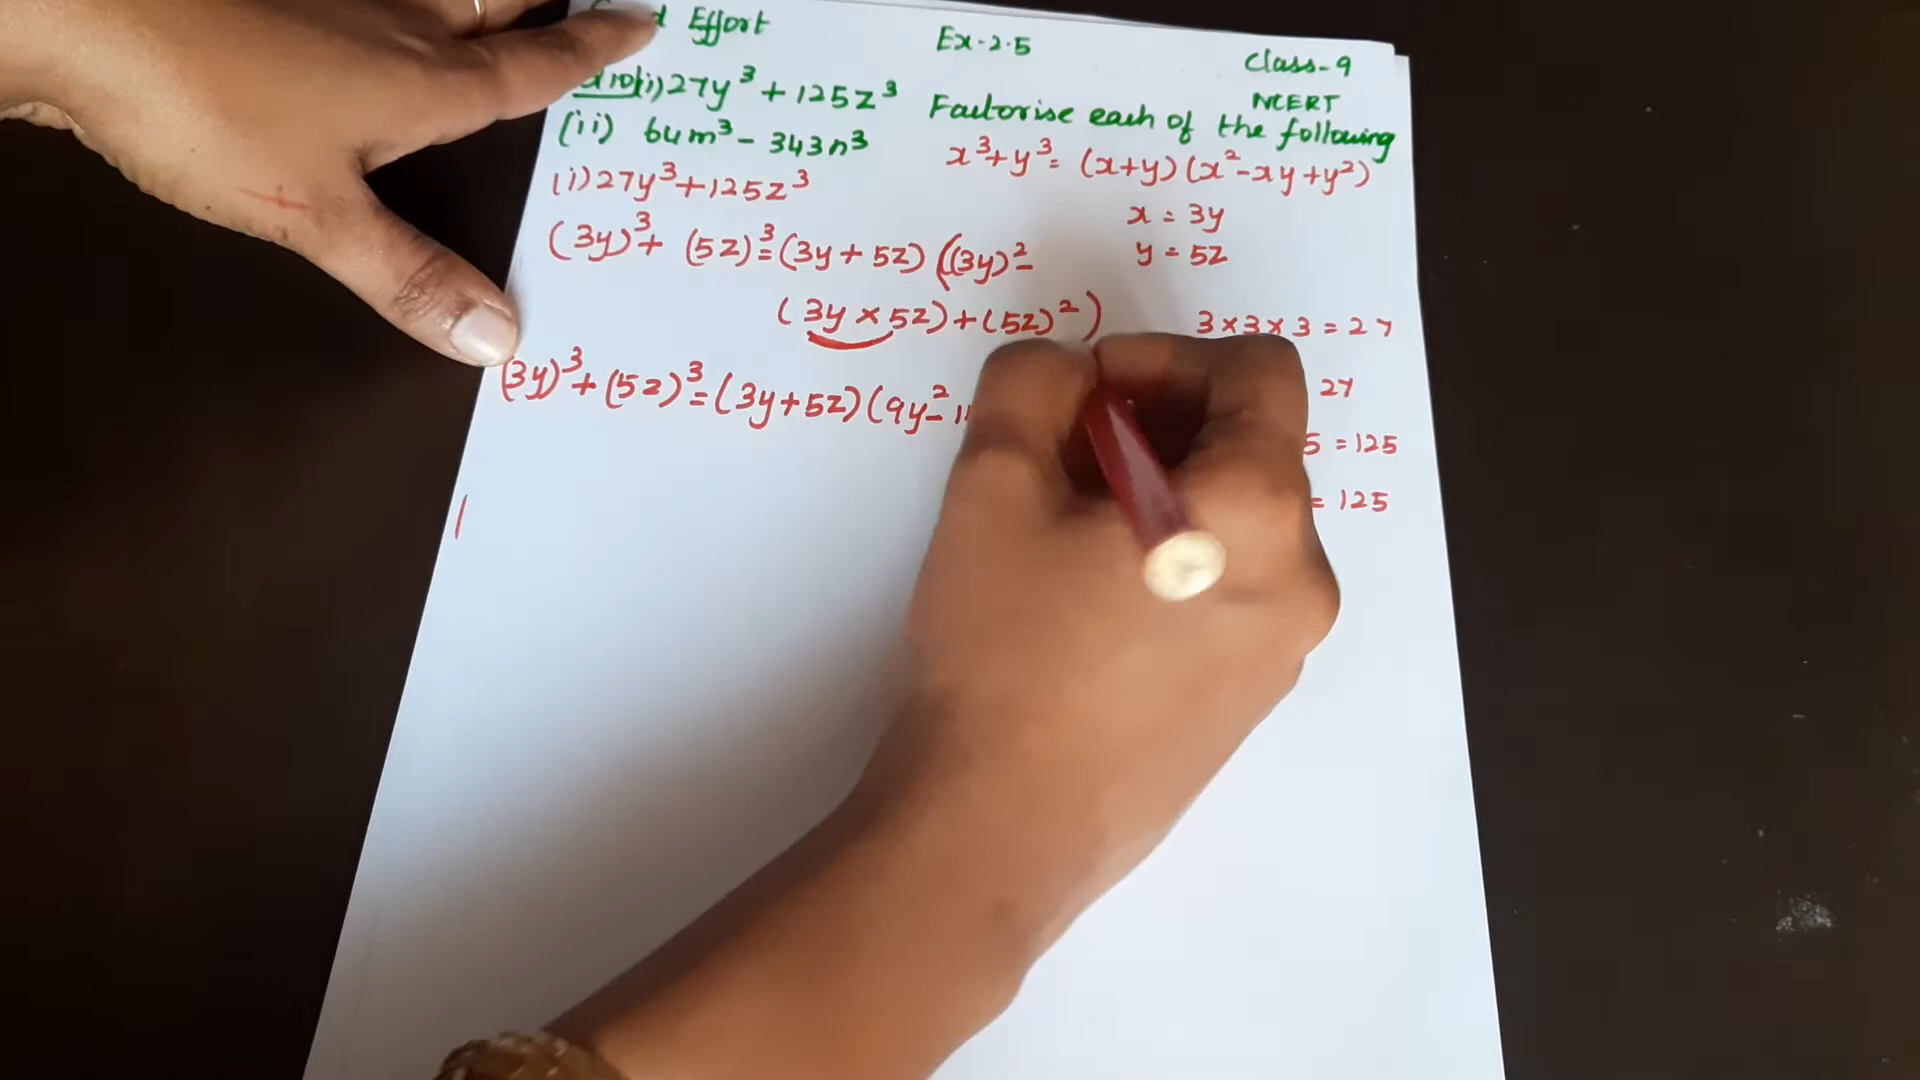 Effort
Ex-2.5
Class-9
NCERT
(i) 27y³ + 125z³
Factorise each of the following
(ii) 64m³ - 343n³
x³+y³ = (x+y) (x²-xy+y²)
(i) 27y³+125z³
x = 3y
(3y)³ + (5z)³ = (3y + 5z) ((3y)² -
y = 5z
(3y × 5z) + (5z)²)
3×3×3 = 27
(3y)³ + (5z)³ = (3y+5z) (9y² -
27
5 = 125
= 125